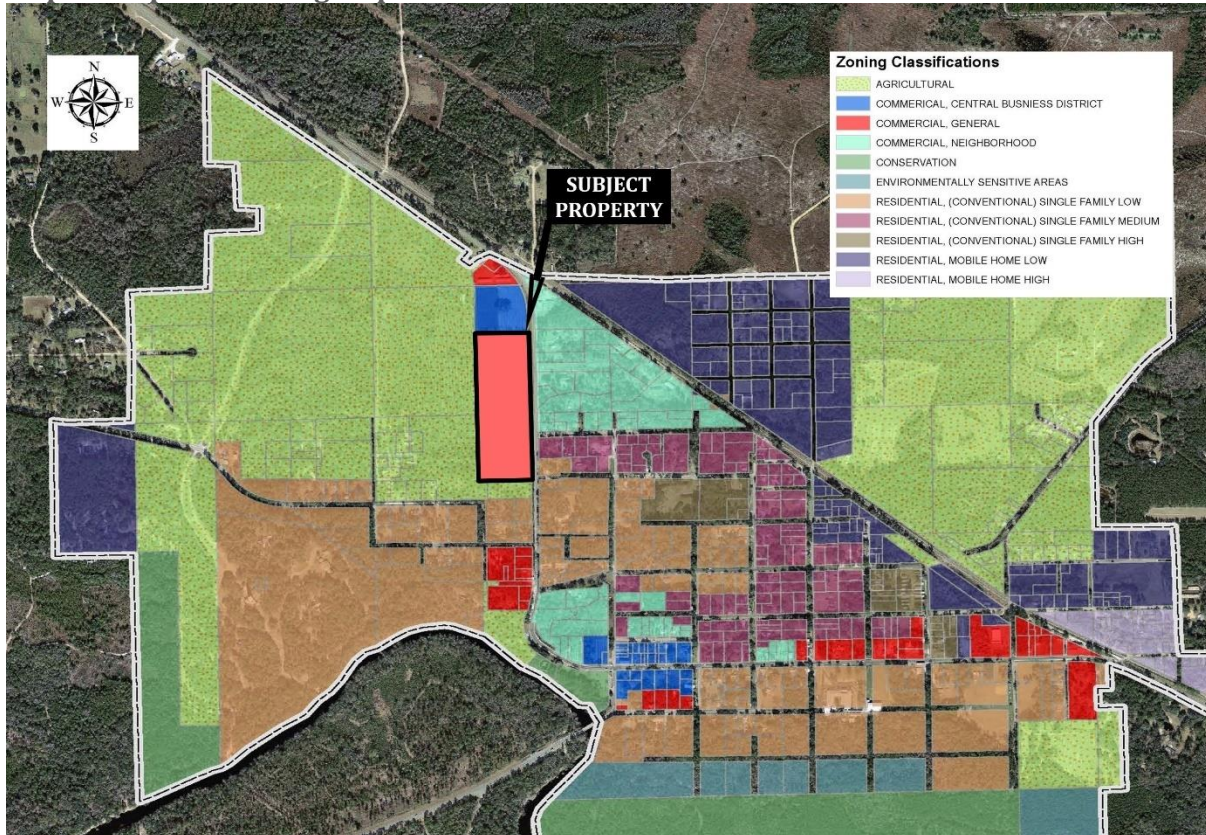 N
W E
S
SUBJECT
PROPERTY
Zoning Classifications
AGRICULTURAL
COMMERICAL, CENTRAL BUSNIESS DISTRICT
COMMERCIAL, GENERAL
COMMERCIAL, NEIGHBORHOOD
CONSERVATION
ENVIRONMENTALLY SENSITIVE AREAS
RESIDENTIAL, (CONVENTIONAL) SINGLE FAMILY LOW
RESIDENTIAL, (CONVENTIONAL) SINGLE FAMILY MEDIUM
RESIDENTIAL, (CONVENTIONAL) SINGLE FAMILY HIGH
RESIDENTIAL, MOBILE HOME LOW
RESIDENTIAL, MOBILE HOME HIGH